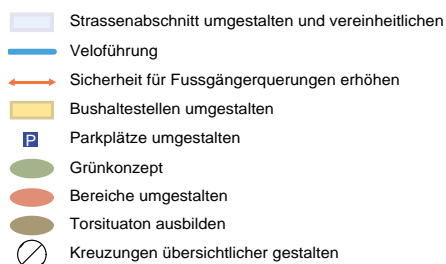 Strassenabschnitt umgestalten und vereinheitlichen
Veloführung
Sicherheit für Fussgängerquerungen erhöhen
Bushaltestellen umgestalten
P Parkplätze umgestalten
Grünkonzept
Bereiche umgestalten
Torsituaton ausbilden
Kreuzungen übersichtlicher gestalten